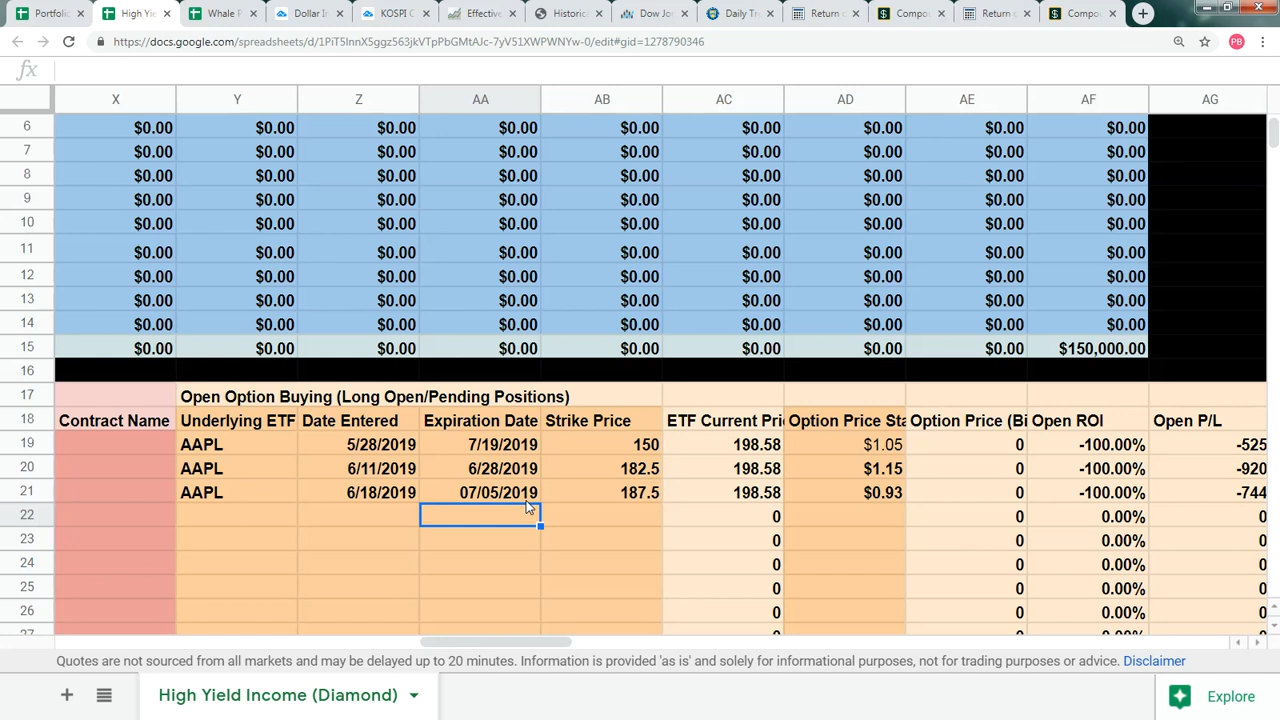 Portfolio
High Yiel
Whale P
Dollar In
KOSPI C
Effective
Histo
Dow Jo
Daily Tr
Return o
Compou
Return o
Compou
https://docs.google.com/spreadsheets/d/1PiT5InnX5ggz563jkVTpbGMtAJc-7yV51XWPWNYw-0/edit#gid=1278790346
PB
fx
X Y Z AA AB AC AD AE AF AG
6 $0.00 $0.00 $0.00 $0.00 $0.00 $0.00 $0.00 $0.00 $0.00
7 $0.00 $0.00 $0.00 $0.00 $0.00 $0.00 $0.00 $0.00 $0.00
8 $0.00 $0.00 $0.00 $0.00 $0.00 $0.00 $0.00 $0.00 $0.00
9 $0.00 $0.00 $0.00 $0.00 $0.00 $0.00 $0.00 $0.00 $0.00
10 $0.00 $0.00 $0.00 $0.00 $0.00 $0.00 $0.00 $0.00 $0.00
11 $0.00 $0.00 $0.00 $0.00 $0.00 $0.00 $0.00 $0.00 $0.00
12 $0.00 $0.00 $0.00 $0.00 $0.00 $0.00 $0.00 $0.00 $0.00
13 $0.00 $0.00 $0.00 $0.00 $0.00 $0.00 $0.00 $0.00 $0.00
14 $0.00 $0.00 $0.00 $0.00 $0.00 $0.00 $0.00 $0.00 $0.00
15 $0.00 $0.00 $0.00 $0.00 $0.00 $0.00 $0.00 $0.00 $150,000.00
16
17 Open Option Buying (Long Open/Pending Positions)
18 Contract Name Underlying ETF Date Entered Expiration Date Strike Price ETF Current Pri Option Price Sta Option Price (Bi Open ROI Open P/L
19 AAPL 5/28/2019 7/19/2019 150 198.58 $1.05 0 -100.00% -525
20 AAPL 6/11/2019 6/28/2019 182.5 198.58 $1.15 0 -100.00% -920
21 AAPL 6/18/2019 07/05/2019 187.5 198.58 $0.93 0 -100.00% -744
22 0 0 0.00% 0
23 0 0 0.00% 0
24 0 0 0.00% 0
25 0 0 0.00% 0
26 0 0 0.00% 0
27 0 0 0.00% 0
Quotes are not sourced from all markets and may be delayed up to 20 minutes. Information is provided 'as is' and solely for informational purposes, not for trading purposes or advice. Disclaimer
High Yield Income (Diamond)
Explore